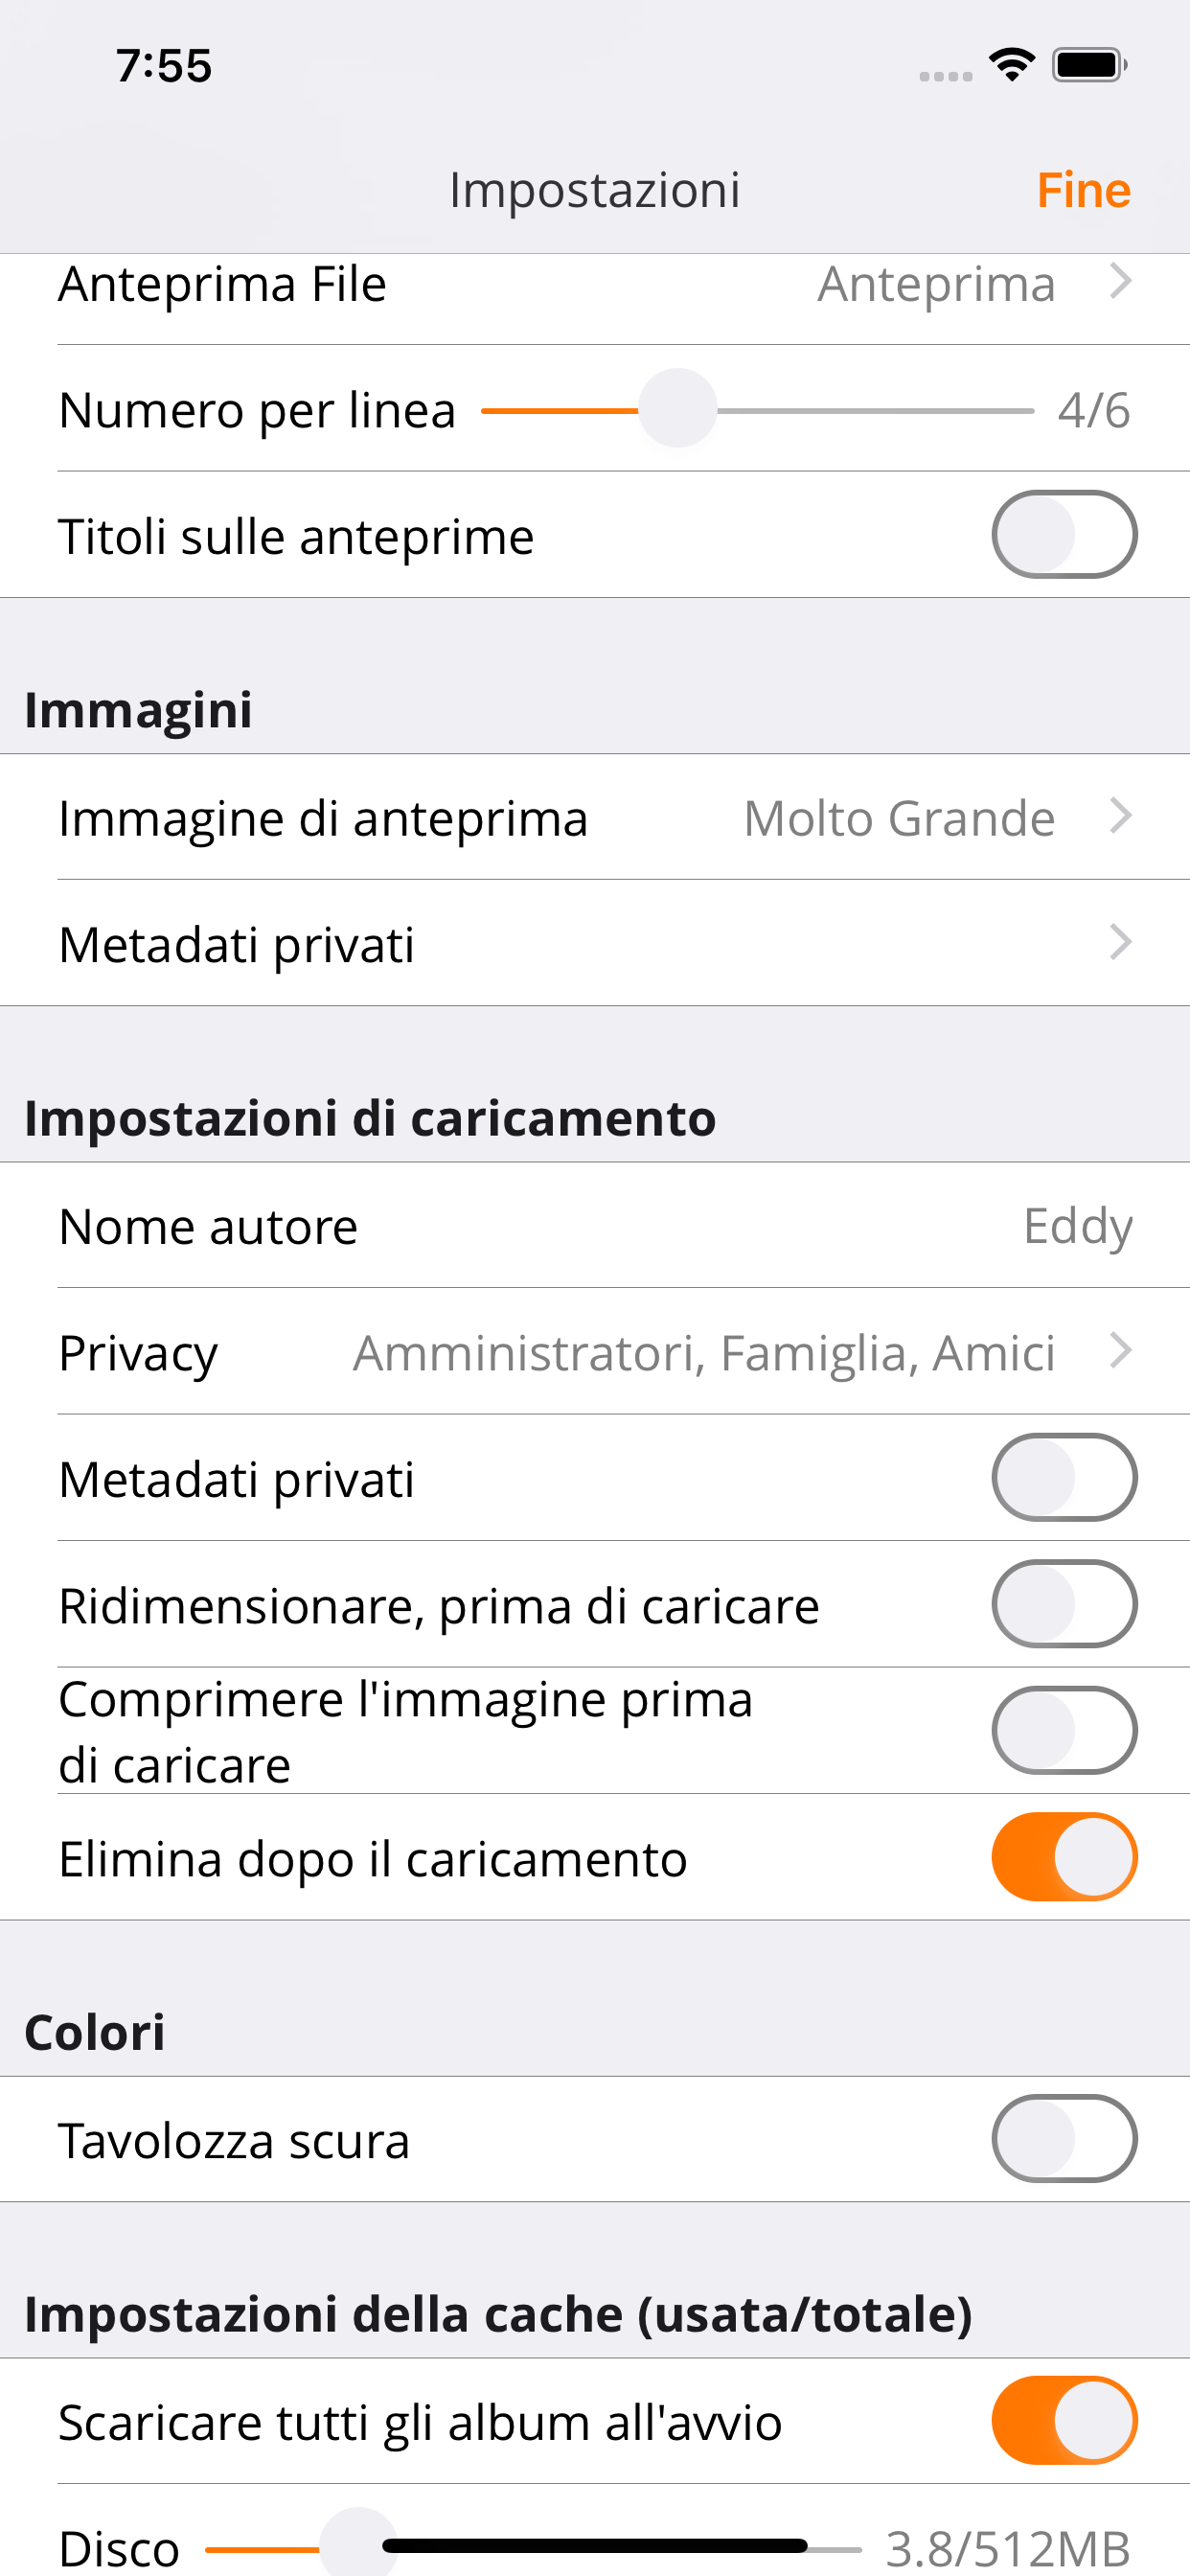 7:55
Impostazioni
Fine
Anteprima File
Anteprima
Numero per linea
4/6
Titoli sulle anteprime
Immagini
Immagine di anteprima
Molto Grande
Metadati privati
Impostazioni di caricamento
Nome autore
Eddy
Privacy
Amministratori, Famiglia, Amici
Metadati privati
Ridimensionare, prima di caricare
Comprimere l'immagine prima
di caricare
Elimina dopo il caricamento
Colori
Tavolozza scura
Impostazioni della cache (usata/totale)
Scaricare tutti gli album all'avvio
Disco
3.8/512MB